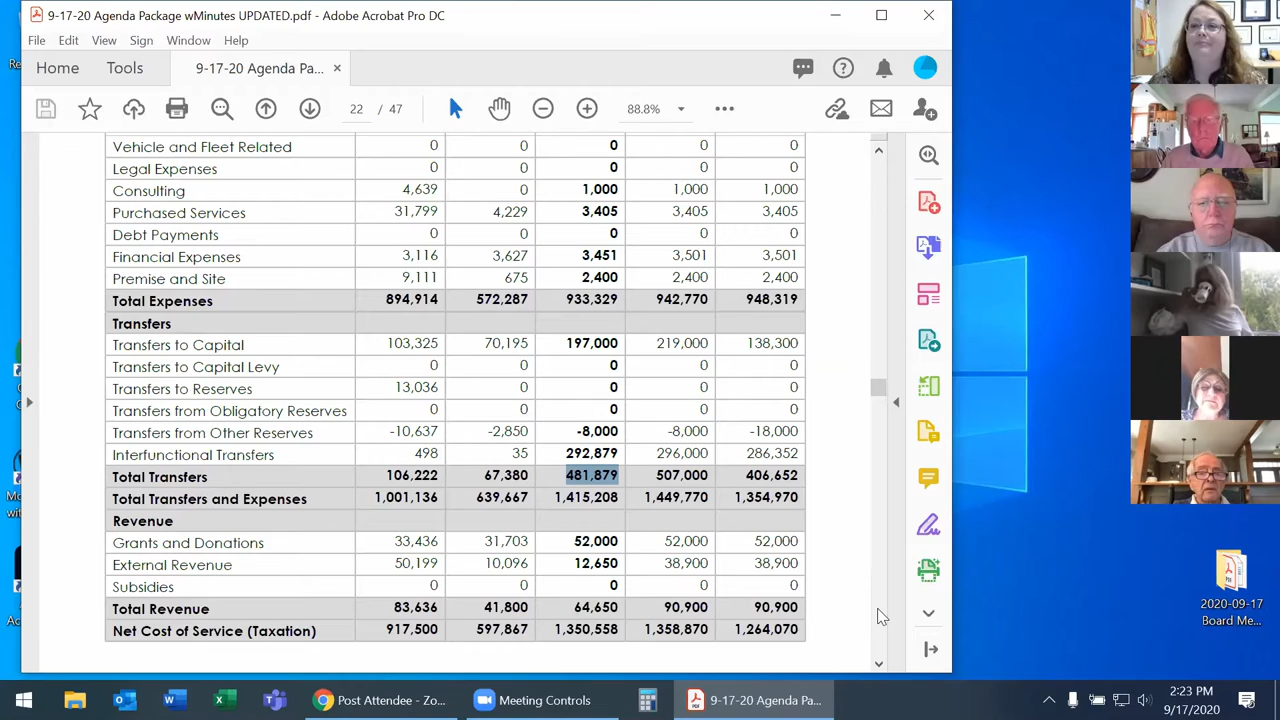 9-17-20 Agenda Package wMinutes UPDATED.pdf - Adobe Acrobat Pro DC
File Edit View Sign Window Help
Home Tools 9-17-20 Agenda Pa... ×
22 / 47 88.8%
Vehicle and Fleet Related 0 0 0 0 0
Legal Expenses 0 0 0 0 0
Consulting 4,639 0 1,000 1,000 1,000
Purchased Services 31,799 4,229 3,405 3,405 3,405
Debt Payments 0 0 0 0 0
Financial Expenses 3,116 3,627 3,451 3,501 3,501
Premise and Site 9,111 675 2,400 2,400 2,400
Total Expenses 894,914 572,287 933,329 942,770 948,319
Transfers
Transfers to Capital 103,325 70,195 197,000 219,000 138,300
Transfers to Capital Levy 0 0 0 0 0
Transfers to Reserves 13,036 0 0 0 0
Transfers from Obligatory Reserves 0 0 0 0 0
Transfers from Other Reserves -10,637 -2,850 -8,000 -8,000 -18,000
Interfunctional Transfers 498 35 292,879 296,000 286,352
Total Transfers 106,222 67,380 481,879 507,000 406,652
Total Transfers and Expenses 1,001,136 639,667 1,415,208 1,449,770 1,354,970
Revenue
Grants and Donations 33,436 31,703 52,000 52,000 52,000
External Revenue 50,199 10,096 12,650 38,900 38,900
Subsidies 0 0 0 0 0
Total Revenue 83,636 41,800 64,650 90,900 90,900
Net Cost of Service (Taxation) 917,500 597,867 1,350,558 1,358,870 1,264,070
2020-09-17
Board Me...
Post Attendee - Zo... Meeting Controls 9-17-20 Agenda Pa...
2:23 PM
9/17/2020